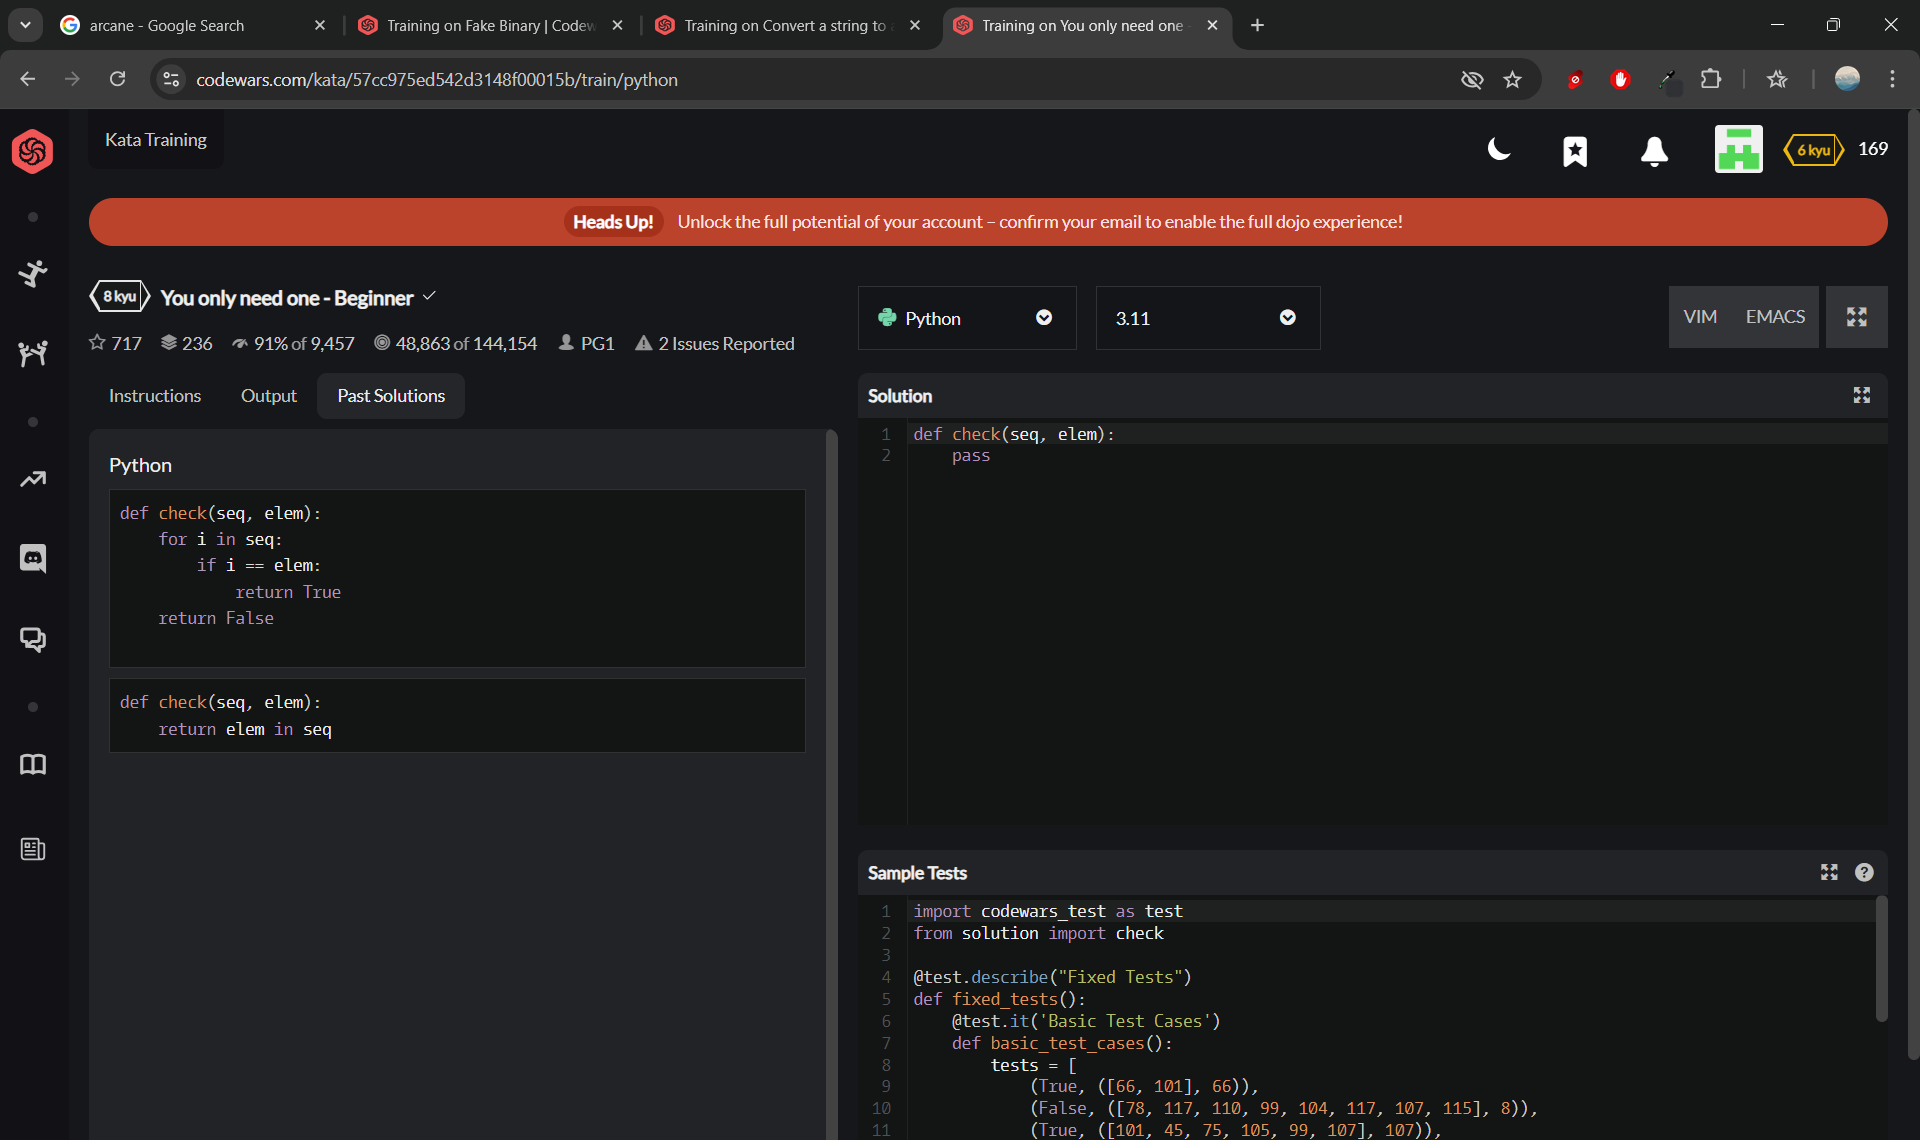 arcane - Google Search
Training on Fake Binary | Codew
Training on Convert a string to a
Training on You only need one -
codewars.com/kata/57cc975ed542d3148f00015b/train/python
Kata Training
6 kyu
169
Heads Up! Unlock the full potential of your account – confirm your email to enable the full dojo experience!
8 kyu You only need one - Beginner
717 236 91% of 9,457 48,863 of 144,154 PG1 2 Issues Reported
Python
3.11
VIM EMACS
Instructions Output Past Solutions
Python
def check(seq, elem):
    for i in seq:
        if i == elem:
            return True
    return False
def check(seq, elem):
    return elem in seq
Solution
1 def check(seq, elem):
2     pass
Sample Tests
1 import codewars_test as test
2 from solution import check
3
4 @test.describe("Fixed Tests")
5 def fixed_tests():
6     @test.it('Basic Test Cases')
7     def basic_test_cases():
8         tests = [
9             (True, ([66, 101], 66)),
10             (False, ([78, 117, 110, 99, 104, 117, 107, 115], 8)),
11             (True, ([101, 45, 75, 105, 99, 107], 107)),